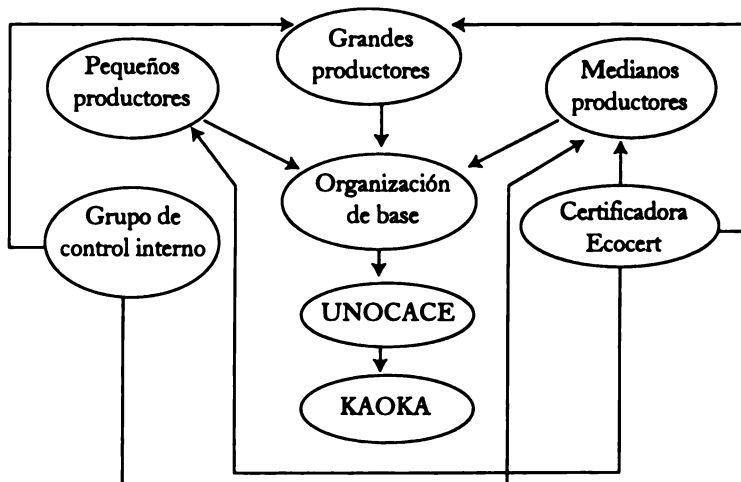 Grandes
productores
Pequeños
productores
Medianos
productores
Organización
de base
Grupo de
control interno
Certificadora
Ecocert
UNOCACE
KAOKA